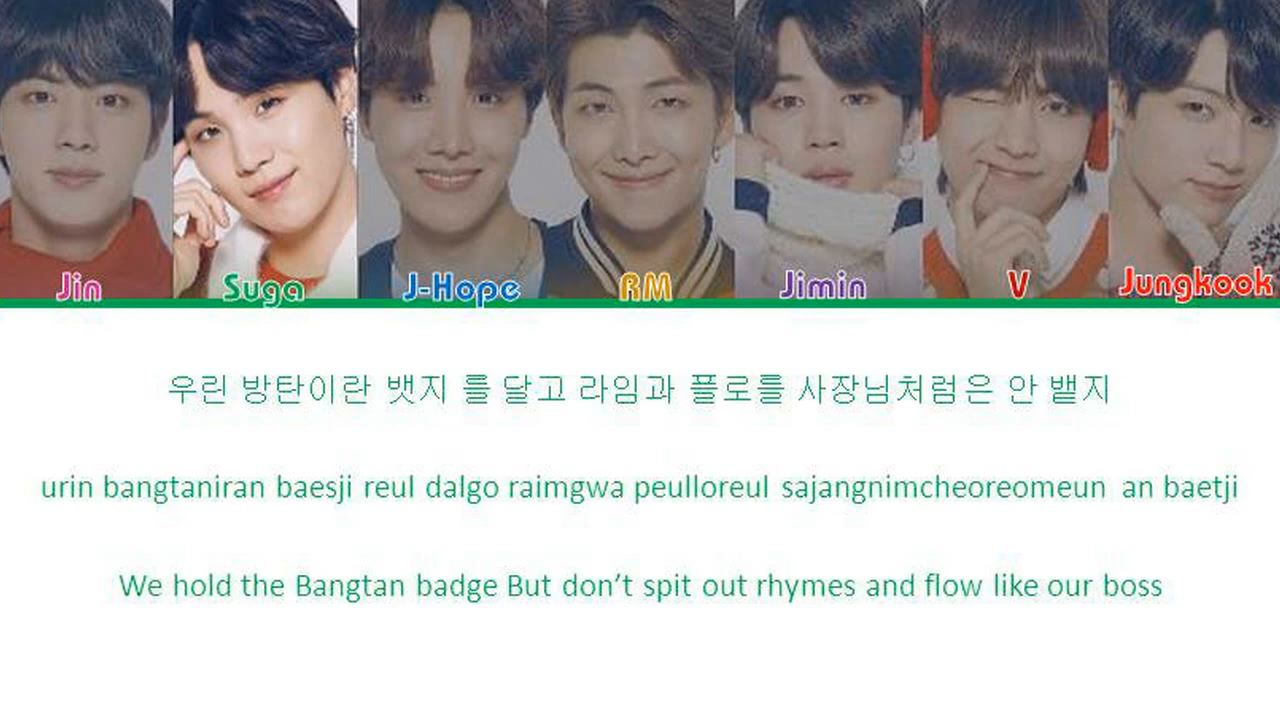 Jin Suga J-Hope RM Jimin V Jungkook
우린 방탄이란 뱃지 를 달고 라임과 플로를 사장님처럼은 안 뱉지
urin bangtaniran baesji reul dalgo raimgwa peulloreul sajangnimcheoreomeun an baetji
We hold the Bangtan badge But don’t spit out rhymes and flow like our boss